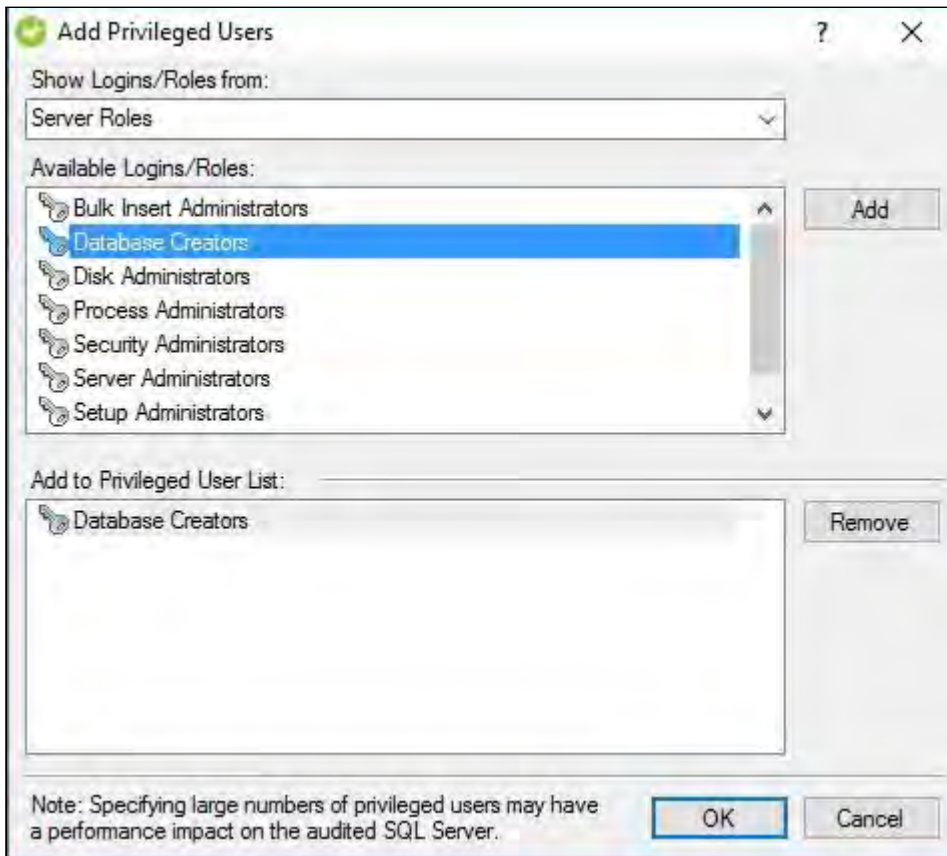 Add Privileged Users
?
Show Logins/Roles from:
Server Roles
Available Logins/Roles:
Bulk Insert Administrators
Database Creators
Disk Administrators
Process Administrators
Security Administrators
Server Administrators
Setup Administrators
Add
Add to Privileged User List:
Database Creators
Remove
Note: Specifying large numbers of privileged users may have
a performance impact on the audited SQL Server.
OK
Cancel